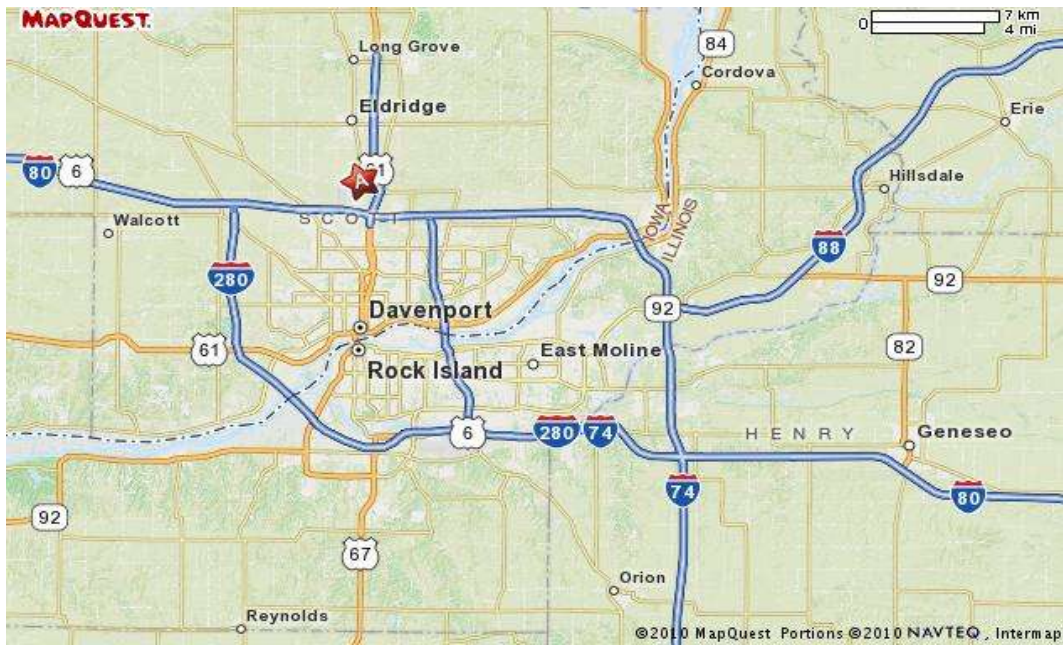 MAPQUEST.
0
7 km
4 mi
Long Grove
84
Cordova
Eldridge
Erie
80
6
A
Hillsdale
Walcott
SCOTT
IOWA
ILLINOIS
88
280
92
92
Davenport
61
82
East Moline
Rock Island
6
280
74
HENRY
Geneseo
74
80
92
67
Orion
Reynolds
©2010 MapQuest Portions ©2010 NAVTEQ , Intermap